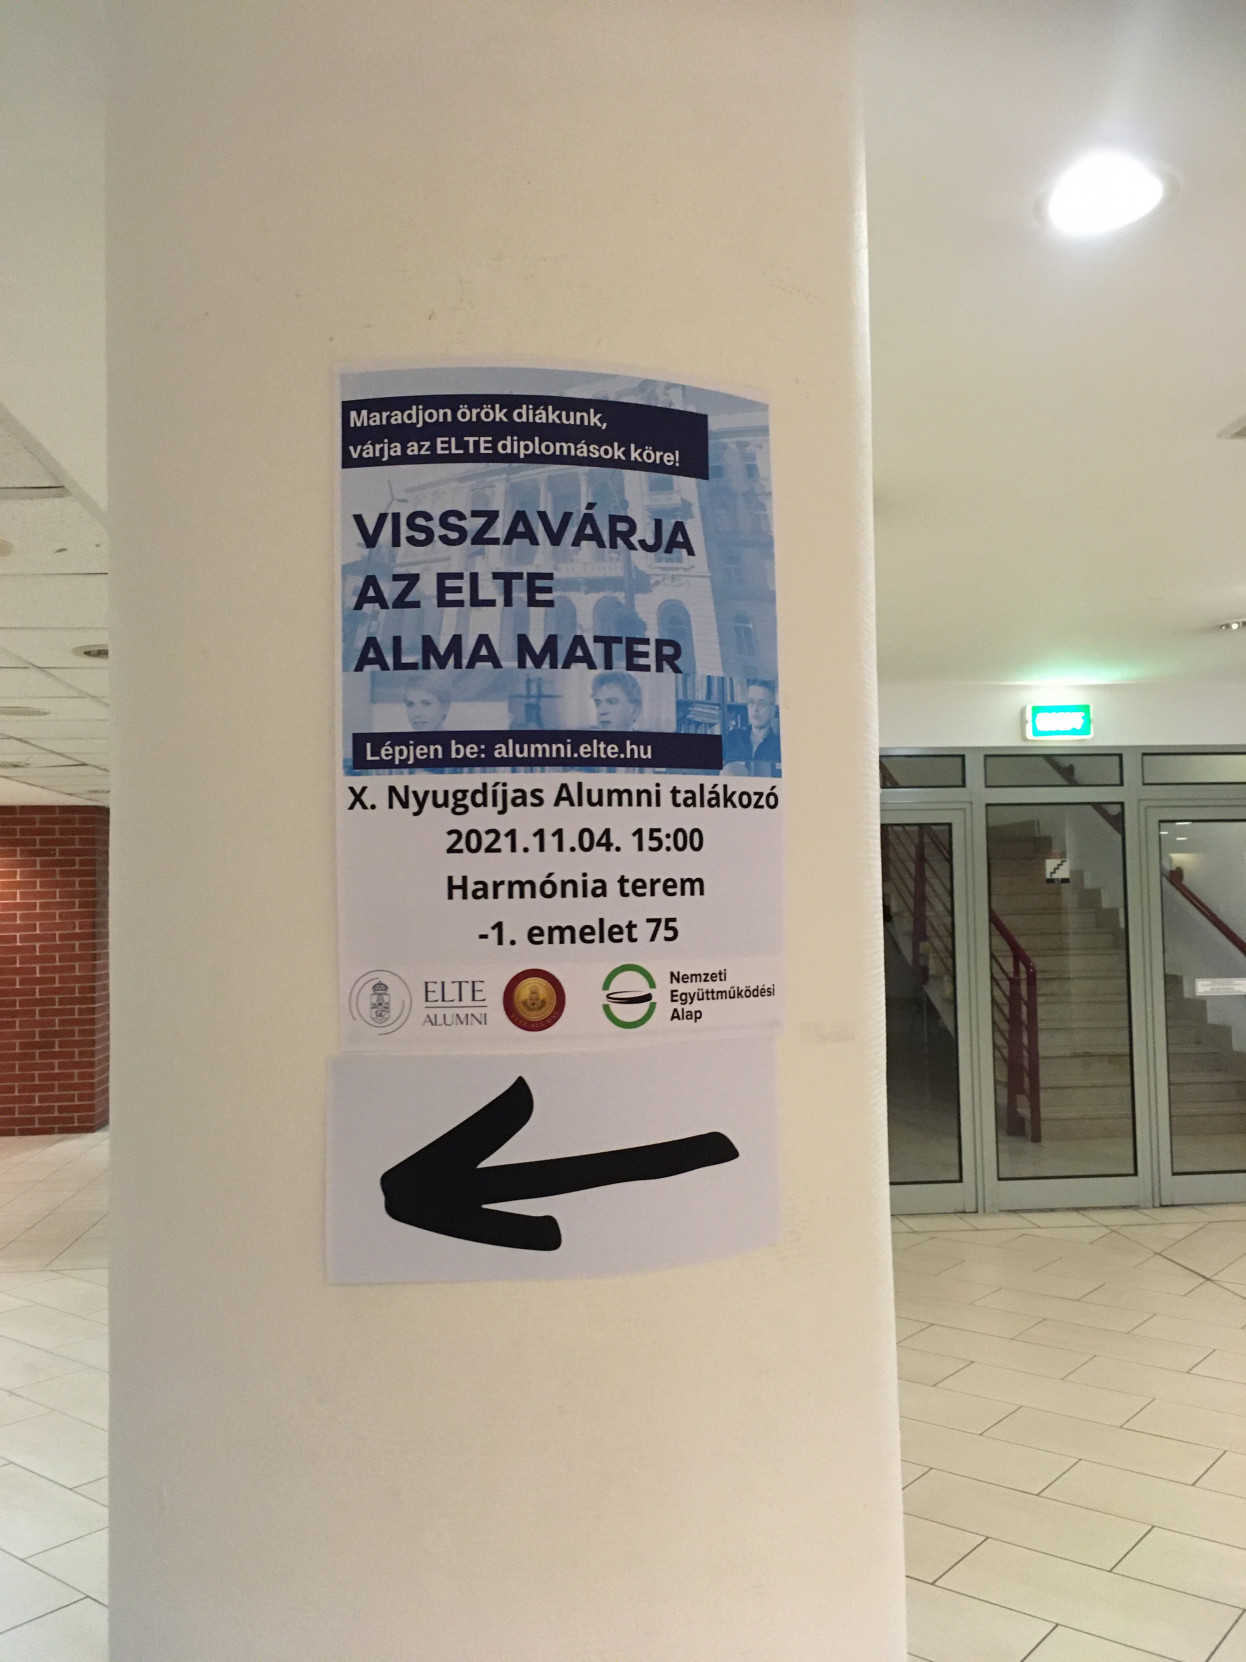 Maradjon örök diákunk,
várja az ELTE diplomások köre!
VISSZAVÁRJA
AZ ELTE
ALMA MATER
Lépjen be: alumni.elte.hu
X. Nyugdíjas Alumni talákozó
2021.11.04. 15:00
Harmónia terem
-1. emelet 75
ELTE
ALUMNI
Nemzeti
Együttműködési
Alap